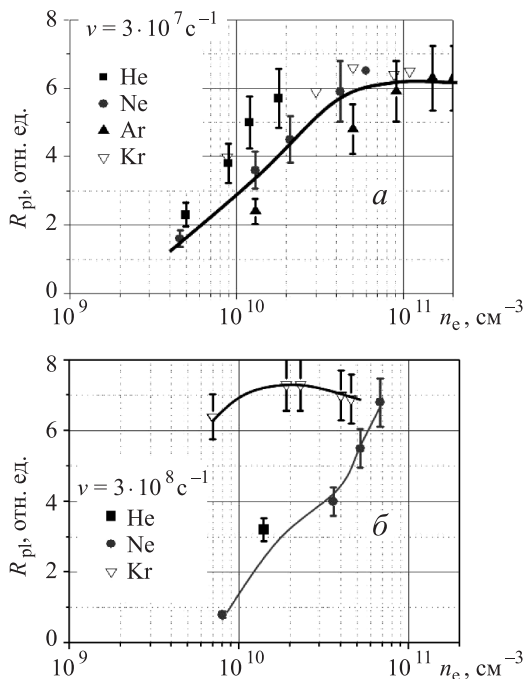 8
6
4
2
0
R_pl, отн. ед.
ν = 3 · 10⁷ с⁻¹
He
Ne
Ar
Kr
а
10⁹
10¹⁰
10¹¹
nₑ, см⁻³
8
6
4
2
0
R_pl, отн. ед.
ν = 3 · 10⁸ с⁻¹
He
Ne
Kr
б
10⁹
10¹⁰
10¹¹
nₑ, см⁻³